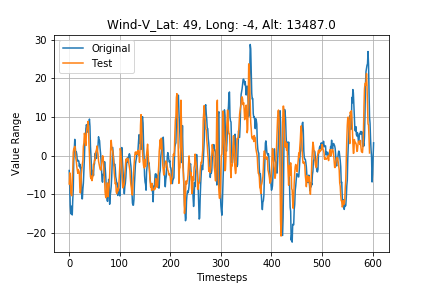 Wind-V_Lat: 49, Long: -4, Alt: 13487.0
Original
Test
Value Range
30
20
10
0
−10
−20
0 100 200 300 400 500 600
Timesteps